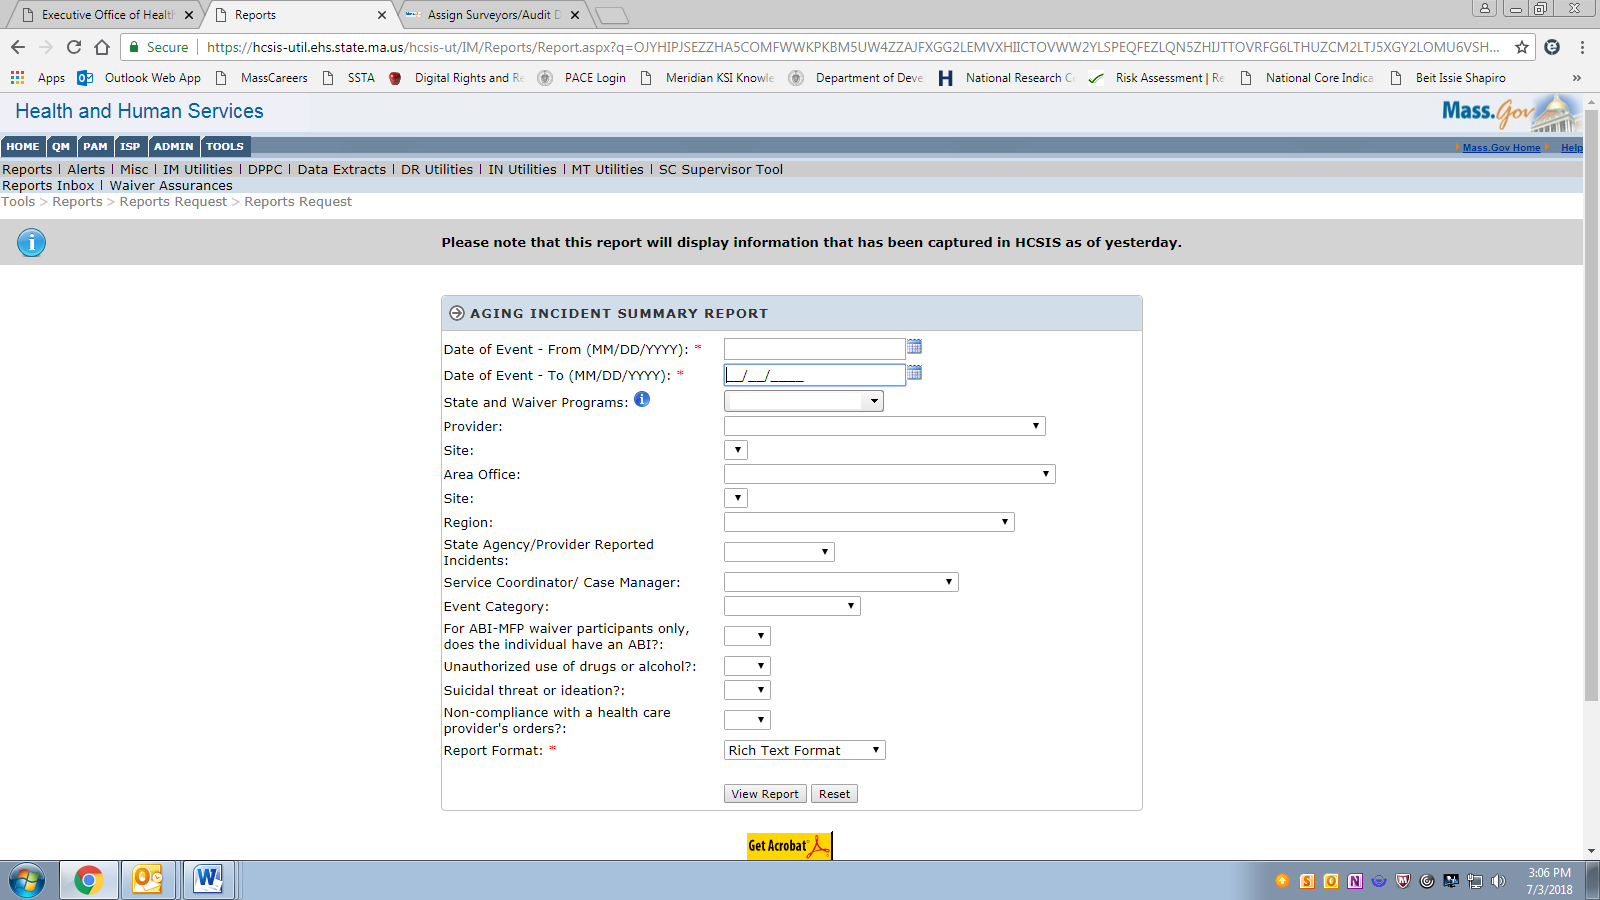 Executive Office of Health
Reports
Assign Surveyors/Audit D
Secure
https://hcsis-util.ehs.state.ma.us/hcsis-ut/IM/Reports/Report.aspx?q=
Apps
Outlook Web App
MassCareers
SSTA
Digital Rights and Re
PACE Login
Meridian KSI Knowle
Department of Deve
National Research C
Risk Assessment | Re
National Core Indica
Beit Issie Shapiro
»
Health and Human Services
Mass.Gov
HOME QM PAM ISP ADMIN TOOLS
Mass.Gov Home Help
Reports | Alerts | Misc | IM Utilities | DPPC | Data Extracts | DR Utilities | IN Utilities | MT Utilities | SC Supervisor Tool
Reports Inbox | Waiver Assurances
Tools > Reports > Reports Request > Reports Request
Please note that this report will display information that has been captured in HCSIS as of yesterday.
AGING INCIDENT SUMMARY REPORT
Date of Event - From (MM/DD/YYYY): *
Date of Event - To (MM/DD/YYYY): * __/__/____
State and Waiver Programs:
Provider:
Site:
Area Office:
Site:
Region:
State Agency/Provider Reported
Incidents:
Service Coordinator/ Case Manager:
Event Category:
For ABI-MFP waiver participants only,
does the individual have an ABI?:
Unauthorized use of drugs or alcohol?:
Suicidal threat or ideation?:
Non-compliance with a health care
provider's orders?:
Report Format: * Rich Text Format
View Report Reset
Get Acrobat
3:06 PM
7/3/2018